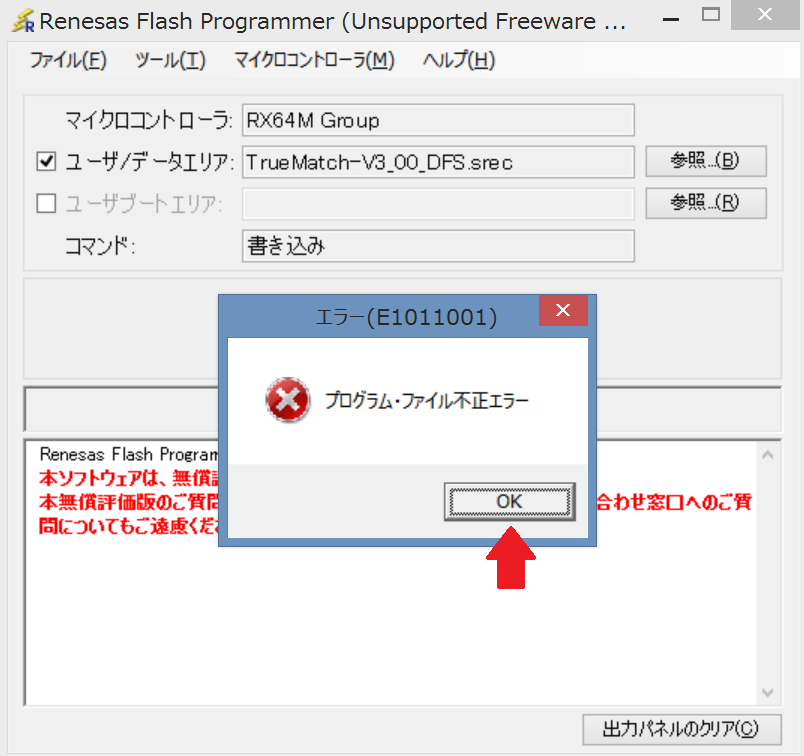 Renesas Flash Programmer (Unsupported Freeware ...
ファイル(F) ツール(T) マイクロコントローラ(M) ヘルプ(H)
マイクロコントローラ: RX64M Group
ユーザ/データエリア: TrueMatch-V3_00_DFS.srec 参照...(B)
ユーザブートエリア: 参照...(R)
コマンド: 書き込み
エラー(E1011001)
プログラム・ファイル不正エラー
OK
Renesas Flash
本ソフトウェアは、無償
本無償評価版のご質問 合わせ窓口へのご質
問についてもご遠慮くだ
出力パネルのクリア(C)